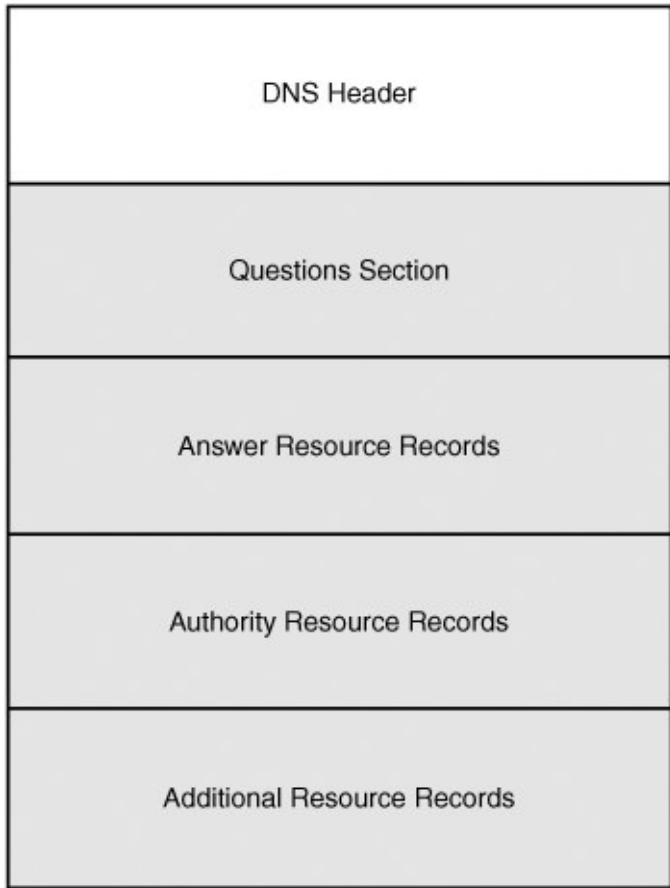 DNS Header
Questions Section
Answer Resource Records
Authority Resource Records
Additional Resource Records